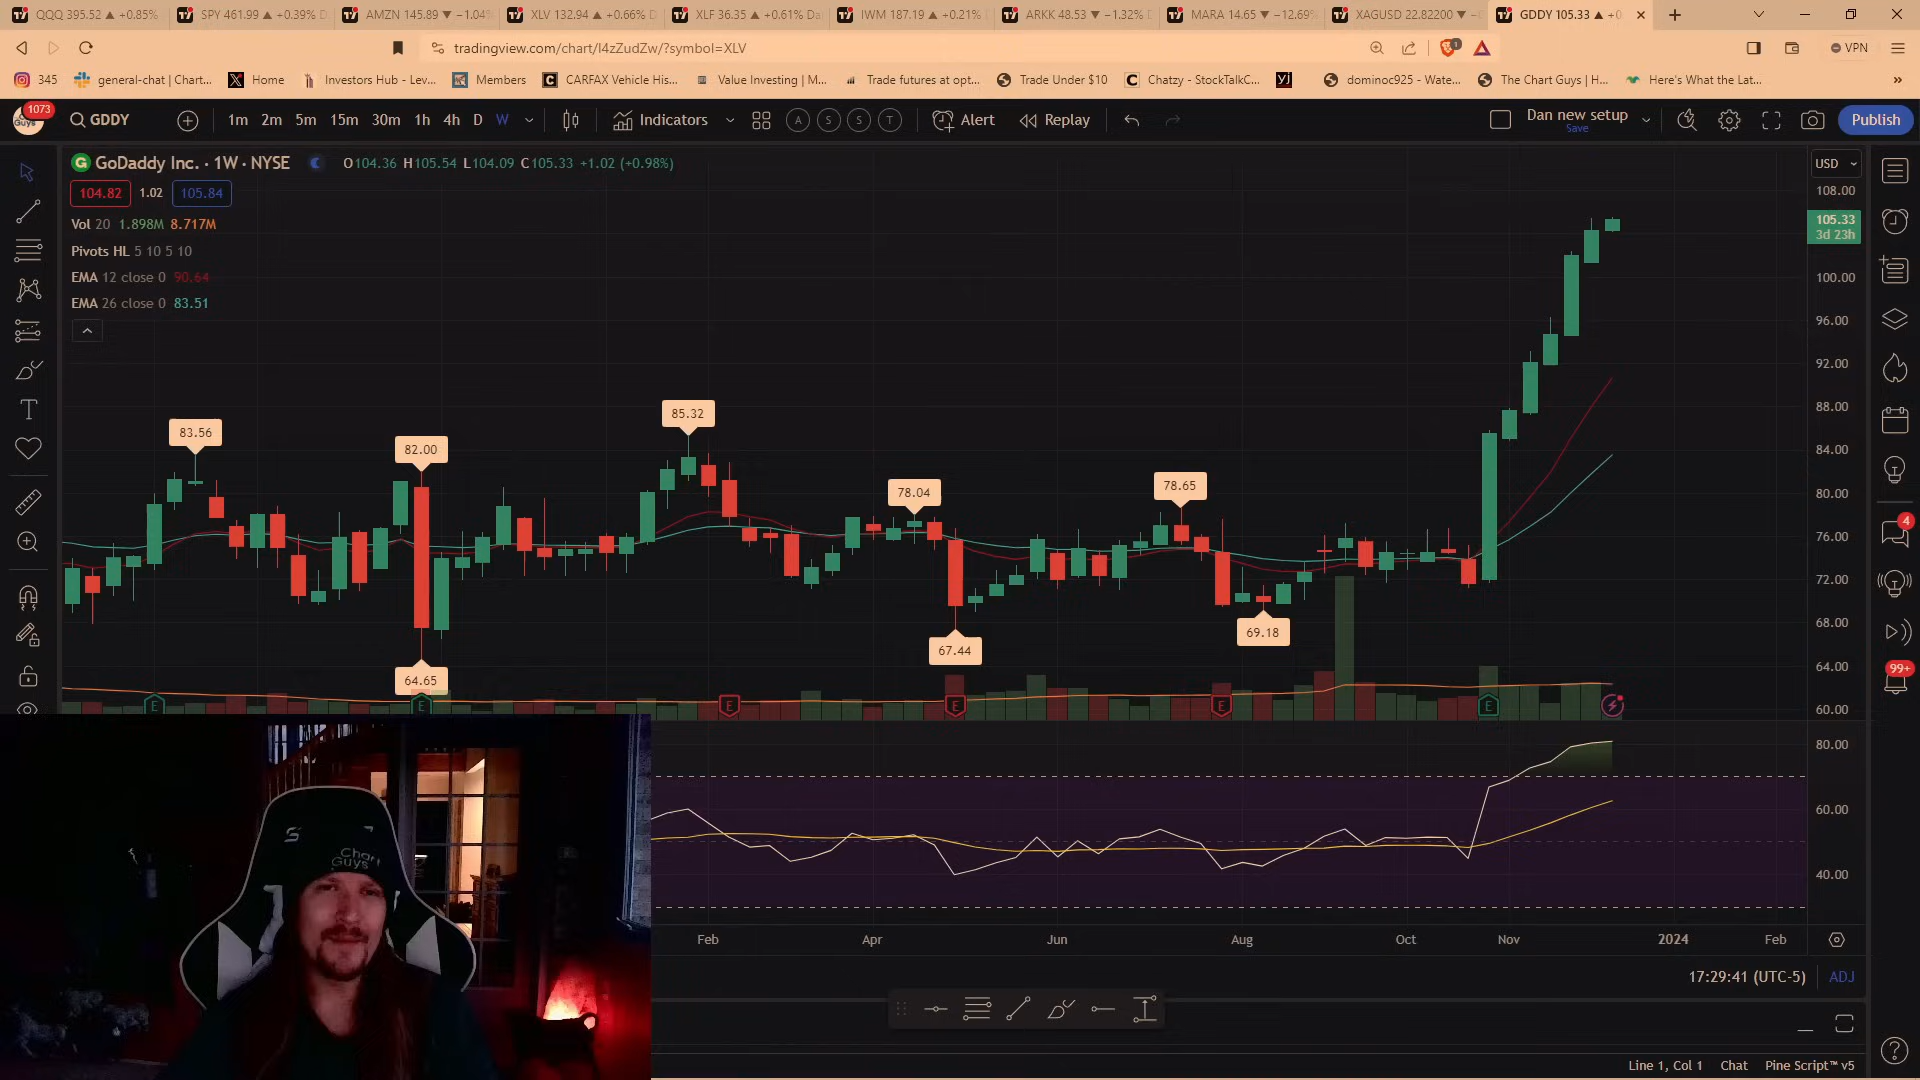 QQQ 395.52 ▲ +0.85%
SPY 461.99 ▲ +0.39% D
AMZN 145.89 ▼ −1.04%
XLV 132.94 ▲ +0.66% D
XLF 36.35 ▲ +0.61% Da
IWM 187.19 ▲ +0.21%
ARKK 48.53 ▼ −1.32% D
MARA 14.65 ▼ −12.69%
XAGUSD 22.82200 ▼ −
GDDY 105.33 ▲ +0
tradingview.com/chart/I4zZudZw/?symbol=XLV
1
VPN
345
general-chat | Chart...
Home
Investors Hub - Lev...
Members
CARFAX Vehicle His...
Value Investing | M...
Trade futures at opt...
Trade Under $10
Chatzy - StockTalkC...
dominoc925 - Wate...
The Chart Guys | H...
Here's What the Lat...
1073
GDDY
1m 2m 5m 15m 30m 1h 4h D W
Indicators
A S S T
Alert
Replay
Dan new setup
Save
Publish
GoDaddy Inc. · 1W · NYSE
O104.36 H105.54 L104.09 C105.33 +1.02 (+0.98%)
USD
104.82 1.02 105.84
Vol 20 1.898M 8.717M
Pivots HL 5 10 5 10
EMA 12 close 0 90.64
EMA 26 close 0 83.51
108.00
105.33
3d 23h
100.00
96.00
92.00
88.00
84.00
80.00
76.00
72.00
68.00
64.00
60.00
83.56
82.00
85.32
78.04
78.65
64.65
67.44
69.18
E
E
E
E
E
E
80.00
60.00
40.00
4
99+
Chart
Guys
Feb Apr Jun Aug Oct Nov 2024 Feb
17:29:41 (UTC-5) ADJ
Line 1, Col 1 Chat Pine Script™ v5